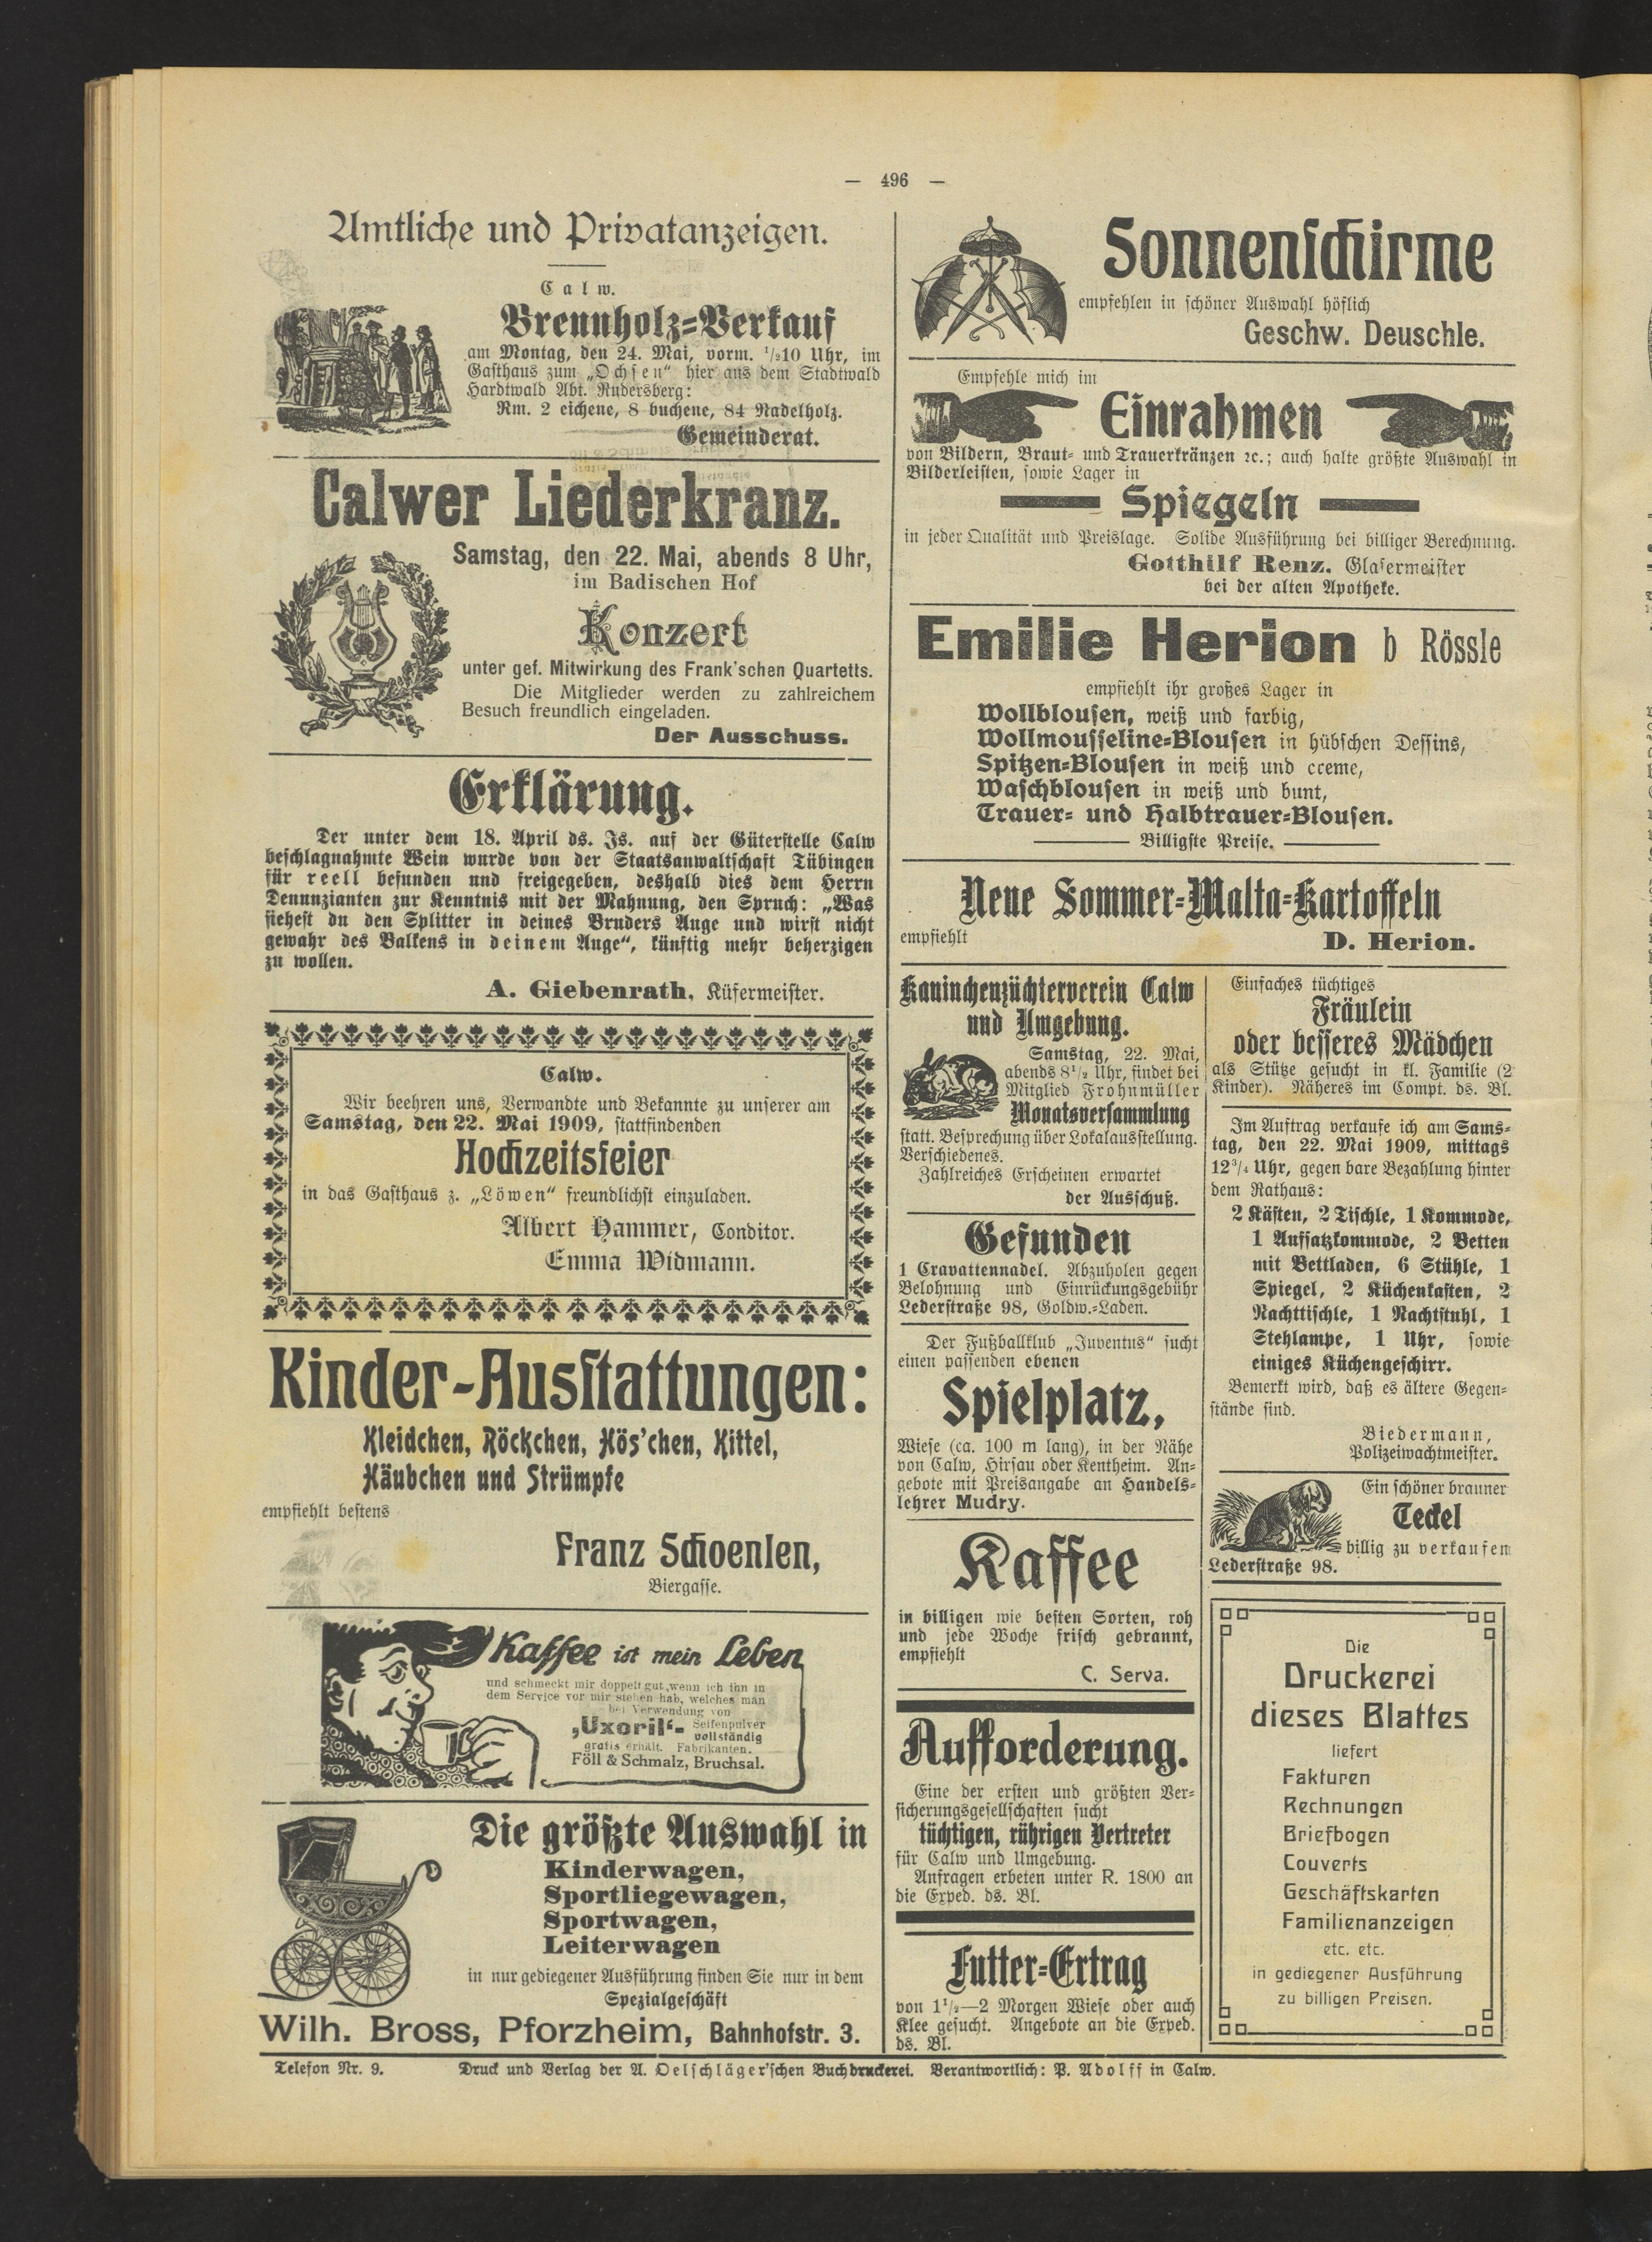 — 496 —
Amtliche und Privatanzeigen.
Calw.
Brennholz=Verkauf
am Montag, den 24. Mai, vorm. ½10 Uhr, im
Gasthaus zum „Ochsen“ hier aus dem Stadtwald
Hardtwald Abt. Rudersberg:
Rm. 2 eichene, 8 buchene, 84 Nadelholz.
Gemeinderat.
Calwer Liederkranz.
Samstag, den 22. Mai, abends 8 Uhr,
im Badischen Hof
Konzert
unter gef. Mitwirkung des Frank'schen Quartetts.
Die Mitglieder werden zu zahlreichem
Besuch freundlich eingeladen.
Der Ausschuss.
Erklärung.
Der unter dem 18. April ds. Js. auf der Güterstelle Calw
beschlagnahmte Wein wurde von der Staatsanwaltschaft Tübingen
für reell befunden und freigegeben, deshalb dies dem Herrn
Denunzianten zur Kenntnis mit der Mahnung, den Spruch: „Was
siehest du den Splitter in deines Bruders Auge und wirst nicht
gewahr des Balkens in deinem Auge“, künftig mehr beherzigen
zu wollen.
A. Giebenrath, Küfermeister.
Calw.
Wir beehren uns, Verwandte und Bekannte zu unserer am
Samstag, den 22. Mai 1909, stattfindenden
Hochzeitsfeier
in das Gasthaus z. „Löwen“ freundlichst einzuladen.
Albert Hammer, Conditor.
Emma Widmann.
Kinder-Ausstattungen:
Kleidchen, Röckchen, Hös'chen, Kittel,
Häubchen und Strümpfe
empfiehlt bestens
Franz Schoenlen,
Biergasse.
Kaffee ist mein Leben
und schmeckt mir doppelt gut, wenn ich ihn in
dem Service vor mir stehen hab, welches man
bei Verwendung von
„Uxoril“- Seifenpulver
vollständig
gratis erhält. Fabrikanten.
Föll & Schmalz, Bruchsal.
Die größte Auswahl in
Kinderwagen,
Sportliegewagen,
Sportwagen,
Leiterwagen
in nur gediegener Ausführung finden Sie nur in dem
Spezialgeschäft
Wilh. Bross, Pforzheim, Bahnhofstr. 3.
Sonnenschirme
empfehlen in schöner Auswahl höflich
Geschw. Deuschle.
Empfehle mich im
Einrahmen
von Bildern, Braut= und Trauerkränzen ꝛc.; auch halte größte Auswahl in
Bilderleisten, sowie Lager in
Spiegeln
in jeder Qualität und Preislage. Solide Ausführung bei billiger Berechnung.
Gotthilf Renz, Glasermeister
bei der alten Apotheke.
Emilie Herion b Rössle
empfiehlt ihr großes Lager in
Wollblousen, weiß und farbig,
Wollmousseline=Blousen in hübschen Dessins,
Spitzen=Blousen in weiß und creme,
Waschblousen in weiß und bunt,
Trauer= und Halbtrauer=Blousen.
Billigste Preise.
Neue Sommer=Malta=Kartoffeln
empfiehlt D. Herion.
Kaninchenzüchterverein Calw
und Umgebung.
Samstag, 22. Mai,
abends 8½ Uhr, findet bei
Mitglied Frohnmüller
Monatsversammlung
statt. Besprechung über Lokalausstellung.
Verschiedenes.
Zahlreiches Erscheinen erwartet
der Ausschuß.
Gefunden
1 Cravattennadel. Abzuholen gegen
Belohnung und Einrückungsgebühr
Lederstraße 98, Goldw.=Laden.
Der Fußballklub „Juventus“ sucht
einen passenden ebenen
Spielplatz,
Wiese (ca. 100 m lang), in der Nähe
von Calw, Hirsau oder Kentheim. An=
gebote mit Preisangabe an Handels=
lehrer Mudry.
Kaffee
in billigen wie besten Sorten, roh
und jede Woche frisch gebrannt,
empfiehlt
C. Serva.
Aufforderung.
Eine der ersten und größten Ver=
sicherungsgesellschaften sucht
tüchtigen, rührigen Vertreter
für Calw und Umgebung.
Anfragen erbeten unter R. 1800 an
die Exped. ds. Bl.
Futter=Ertrag
von 1½—2 Morgen Wiese oder auch
Klee gesucht. Angebote an die Exped.
ds. Bl.
Einfaches tüchtiges
Fräulein
oder besseres Mädchen
als Stütze gesucht in kl. Familie (2
Kinder). Näheres im Compt. ds. Bl.
Im Auftrag verkaufe ich am Sams=
tag, den 22. Mai 1909, mittags
12¾ Uhr, gegen bare Bezahlung hinter
dem Rathaus:
2 Kästen, 2 Tischle, 1 Kommode,
1 Aufsatzkommode, 2 Betten
mit Bettladen, 6 Stühle, 1
Spiegel, 2 Küchenkasten, 2
Nachttischle, 1 Nachtstuhl, 1
Stehlampe, 1 Uhr, sowie
einiges Küchengeschirr.
Bemerkt wird, daß es ältere Gegen=
stände sind.
Biedermann,
Polizeiwachtmeister.
Ein schöner brauner
Teckel
billig zu verkaufen
Lederstraße 98.
Die
Druckerei
dieses Blattes
liefert
Fakturen
Rechnungen
Briefbogen
Couverts
Geschäftskarten
Familienanzeigen
etc. etc.
in gediegener Ausführung
zu billigen Preisen.
Telefon Nr. 9. Druck und Verlag der A. Oelschläger'schen Buchdruckerei. Verantwortlich: P. Adolff in Calw.